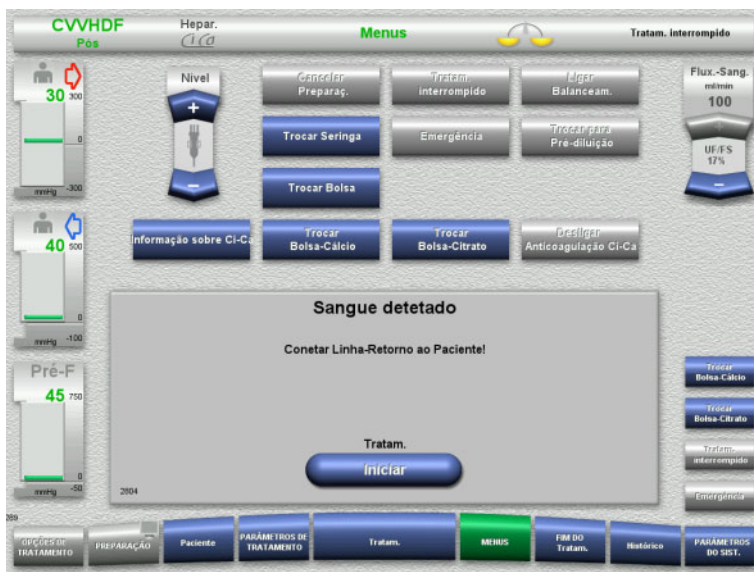 CVVHDF
Pós
Hepar.
Ci Ca
Menus
Tratam. interrompido
30
300
0
-300
mmHg
Nivel
+
−
Cancelar
Preparaç.
Tratam.
interrompido
Ligar
Balanceam.
Flux.-Sang.
ml/min
100
+
UF/FS
17%
−
Trocar Seringa
Emergência
Trocar para
Pré-diluição
Trocar Bolsa
40
500
0
-100
mmHg
Informação sobre Ci-Ca
Trocar
Bolsa-Cálcio
Trocar
Bolsa-Citrato
Desligar
Anticoagulação Ci-Ca
Sangue detetado
Conetar Linha-Retorno ao Paciente!
Tratam.
Iniciar
2604
Pré-F
45
750
0
-50
mmHg
Trocar
Bolsa-Cálcio
Trocar
Bolsa-Citrato
Tratam.
interrompido
Emergência
OPÇÕES DE
TRATAMENTO
PREPARAÇÃO
Paciente
PARÂMETROS DE
TRATAMENTO
Tratam.
MENUS
FIM DO
Tratam.
Histórico
PARÂMETROS
DO SIST.